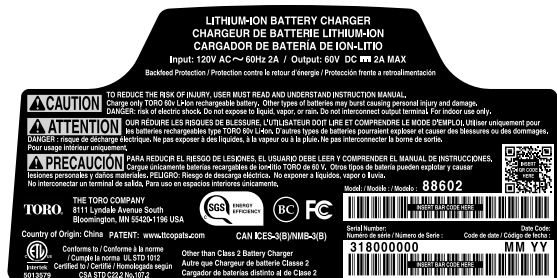 LITHIUM-ION BATTERY CHARGER
CHARGEUR DE BATTERIE LITHIUM-ION
CARGADOR DE BATERÍA DE ION-LITIO
Input: 120V AC ~ 60Hz 2A / Output: 60V DC ⎓ 2A MAX
Backfeed Protection / Protection contre le retour d'énergie / Protección frente a retroalimentación
CAUTION TO REDUCE THE RISK OF INJURY, USER MUST READ AND UNDERSTAND INSTRUCTION MANUAL.
Charge only TORO 60V Li-Ion rechargeable battery. Other types of batteries may burst causing personal injury and damage.
DANGER: risk of electric shock. Do not expose to liquid, vapor, or rain. Do not interconnect output terminal. For indoor use only.
ATTENTION OUR RÉDUIRE LES RISQUES DE BLESSURE, L'UTILISATEUR DOIT LIRE ET COMPRENDRE LE MODE D'EMPLOI, Utiliser uniquement pour
les batteries rechargeables type TORO 60V Li-Ion. D'autres types de batteries pourraient exploser et causer des blessures ou des dommages.
DANGER : risque de décharge électrique. Ne pas exposer à des liquides, à la vapeur ou à la pluie. Ne pas interconnecter la borne de sortie.
Pour usage intérieur uniquement.
PRECAUCIÓN PARA REDUCIR EL RIESGO DE LESIONES, EL USUARIO DEBE LEER Y COMPRENDER EL MANUAL DE INSTRUCCIONES,
Cargue únicamente baterías recargables de ion-litio TORO de 60 V. Otros tipos de batería pueden explotar y causar
lesiones personales y daños materiales. PELIGRO: Riesgo de descarga eléctrica. No exponer a líquidos, vapor o lluvia.
No interconectar un terminal de salida, Para uso en espacios interiores únicamente,
INSERT
QR CODE
HERE
Model: / Modèle : / Modelo : 88602
INSERT BAR CODE HERE
TORO.
THE TORO COMPANY
8111 Lyndale Avenue South
Bloomington, MN 55420-1196 USA
SGS ENERGY
EFFICIENCY
BC
FC
Country of Origin: China PATENT: www.ttcopats.com CAN ICES-3(B)/NMB-3(B)
Serial Number:
Numéro de série / Número de Serie :
Date Code:
Code de date / Código de fecha :
318000000 MM YY
INSERT BAR CODE HERE
ETL
Intertek
5013579
Conforms to / Conforme à la norme
/ Cumple la norma UL STD 1012
Certified to / Certifié / Homologado según
CSA STD C22.2 No.107.2
Other than Class 2 Battery Charger
Autre que Chargeur de batterie Classe 2
Cargador de baterías distinto al de Clase 2